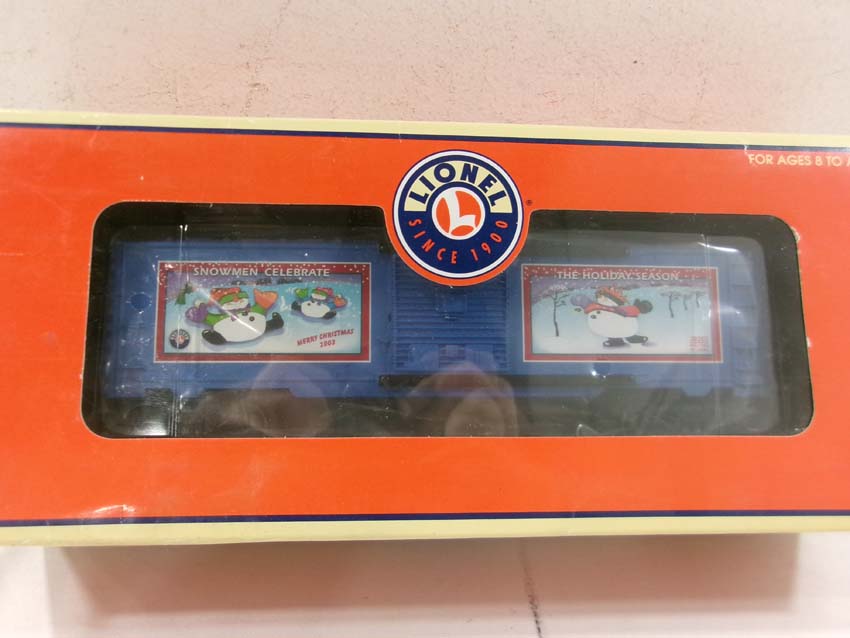 FOR AGES 8 TO
LIONEL
L
SINCE 1900
SNOWMEN CELEBRATE
MERRY CHRISTMAS
2003
THE HOLIDAY SEASON